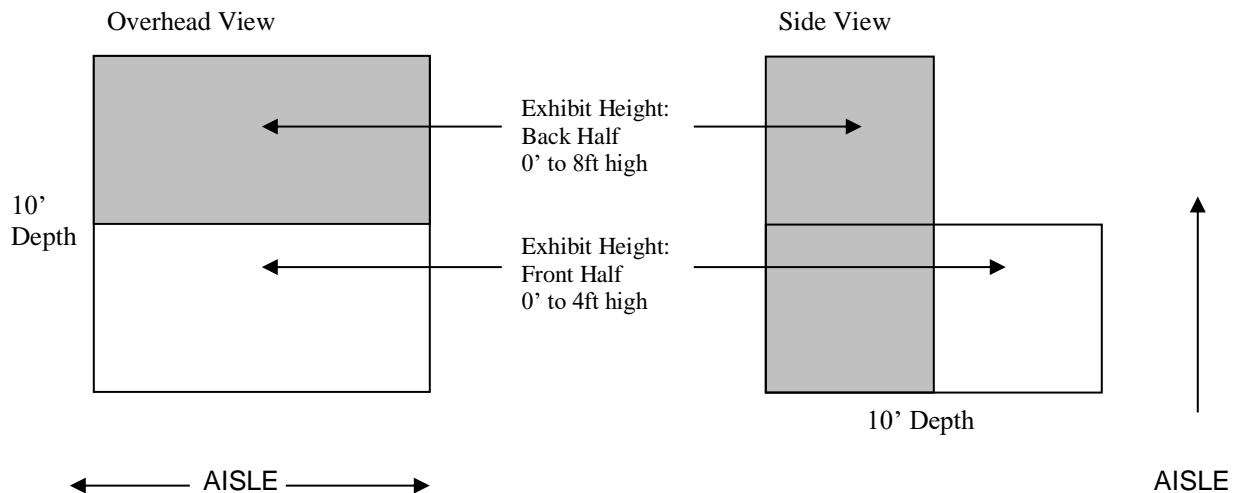 Overhead View
Side View
Exhibit Height:
Back Half
0’ to 8ft high
10’
Depth
Exhibit Height:
Front Half
0’ to 4ft high
10’ Depth
AISLE
AISLE